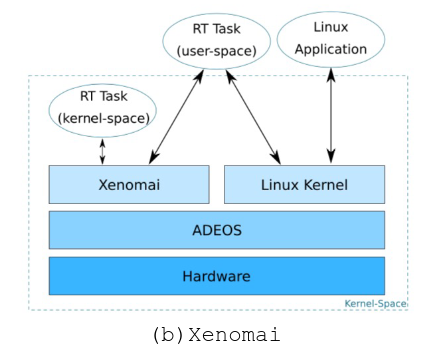 RT Task
(user-space)
Linux
Application
RT Task
(kernel-space)
Xenomai
Linux Kernel
ADEOS
Hardware
Kernel-Space
(b)Xenomai